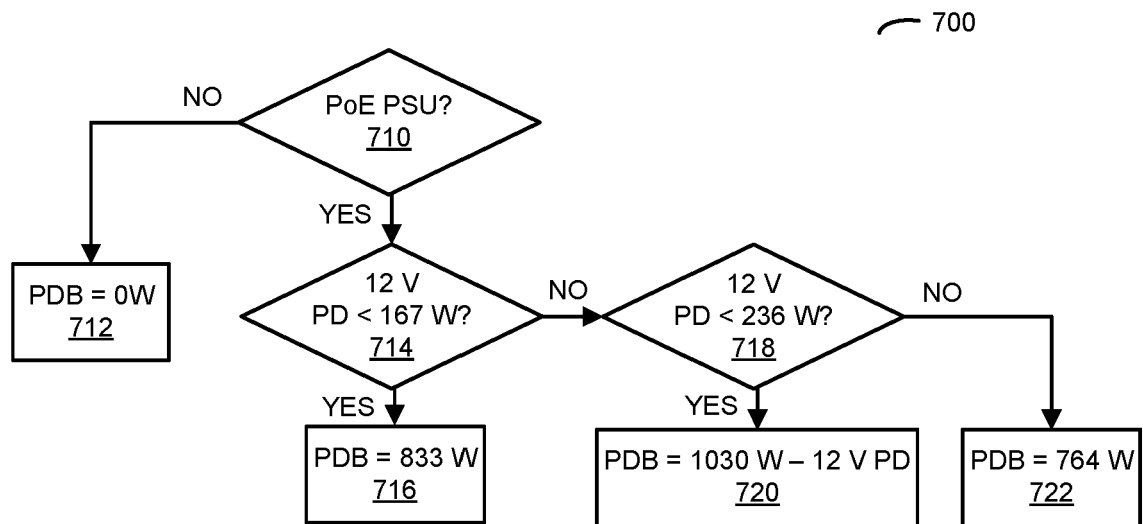 700
PoE PSU?
710
NO
YES
PDB = 0W
712
12 V
PD < 167 W?
714
NO
YES
12 V
PD < 236 W?
718
NO
YES
PDB = 833 W
716
PDB = 1030 W – 12 V PD
720
PDB = 764 W
722